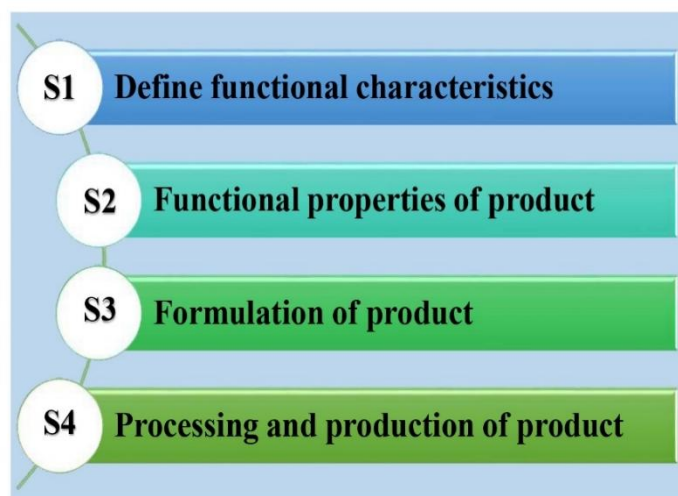 S1 Define functional characteristics
S2 Functional properties of product
S3 Formulation of product
S4 Processing and production of product